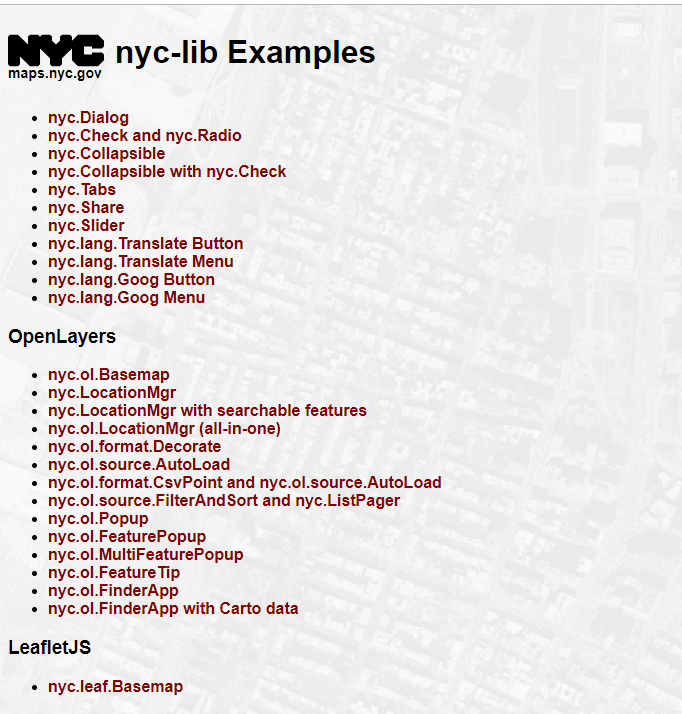 NYC nyc-lib Examples
maps.nyc.gov
nyc.Dialog
nyc.Check and nyc.Radio
nyc.Collapsible
nyc.Collapsible with nyc.Check
nyc.Tabs
nyc.Share
nyc.Slider
nyc.lang.Translate Button
nyc.lang.Translate Menu
nyc.lang.Goog Button
nyc.lang.Goog Menu
OpenLayers
nyc.ol.Basemap
nyc.LocationMgr
nyc.LocationMgr with searchable features
nyc.ol.LocationMgr (all-in-one)
nyc.ol.format.Decorate
nyc.ol.source.AutoLoad
nyc.ol.format.CsvPoint and nyc.ol.source.AutoLoad
nyc.ol.source.FilterAndSort and nyc.ListPager
nyc.ol.Popup
nyc.ol.FeaturePopup
nyc.ol.MultiFeaturePopup
nyc.ol.FeatureTip
nyc.ol.FinderApp
nyc.ol.FinderApp with Carto data
LeafletJS
nyc.leaf.Basemap